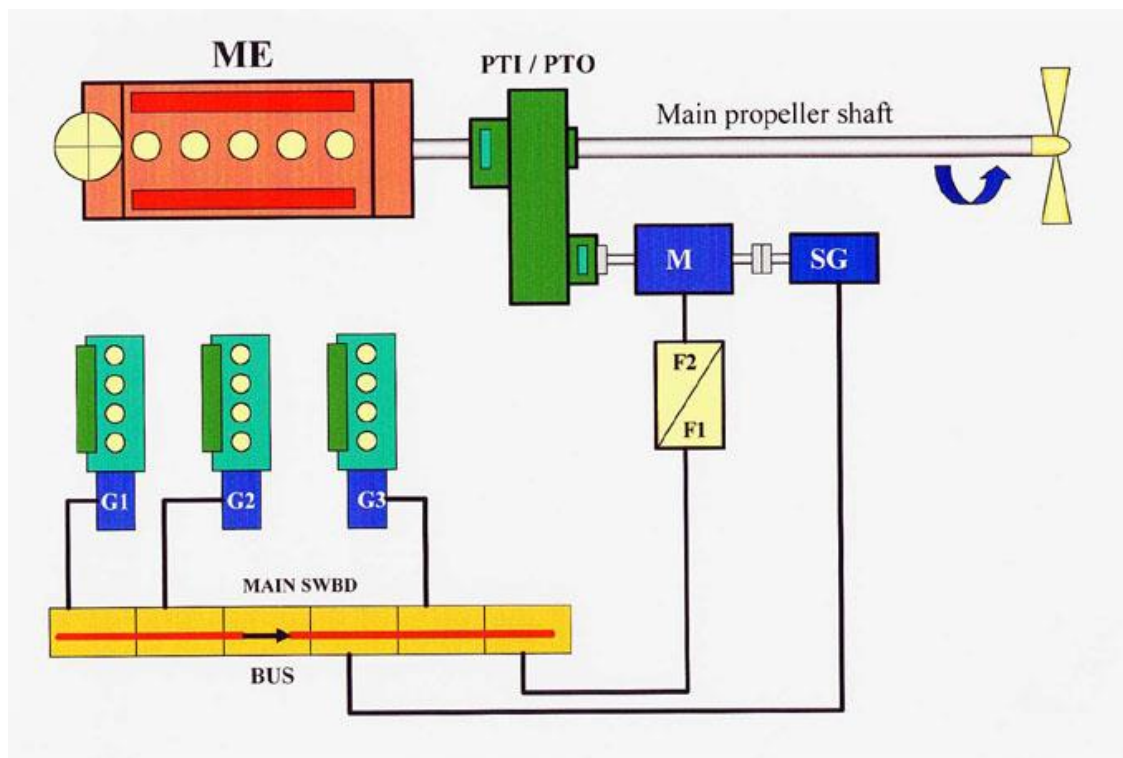 ME
PTI / PTO
Main propeller shaft
M
SG
F2
F1
G1
G2
G3
MAIN SWBD
BUS